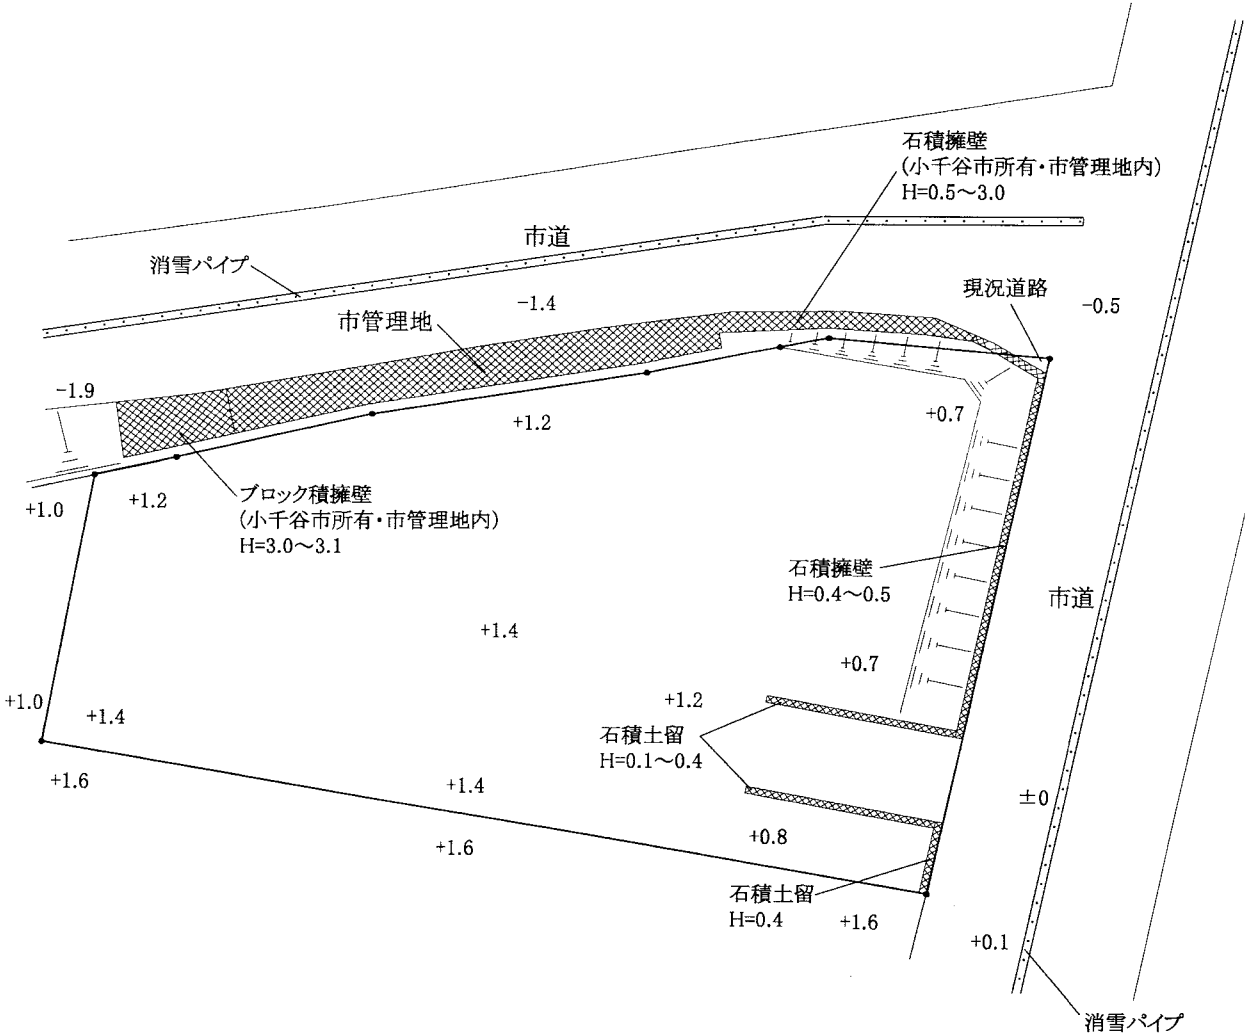 石積擁壁
(小千谷市所有・市管理地内)
H=0.5～3.0
市道
消雪パイプ
現況道路
-1.4
-0.5
市管理地
-1.9
+0.7
+1.2
+1.0
+1.2
ブロック積擁壁
(小千谷市所有・市管理地内)
H=3.0～3.1
石積擁壁
H=0.4～0.5
市道
+1.4
+0.7
+1.0
+1.4
+1.2
石積土留
H=0.1～0.4
+1.6
+1.4
±0
+1.6
+0.8
石積土留
H=0.4
+1.6
+0.1
消雪パイプ